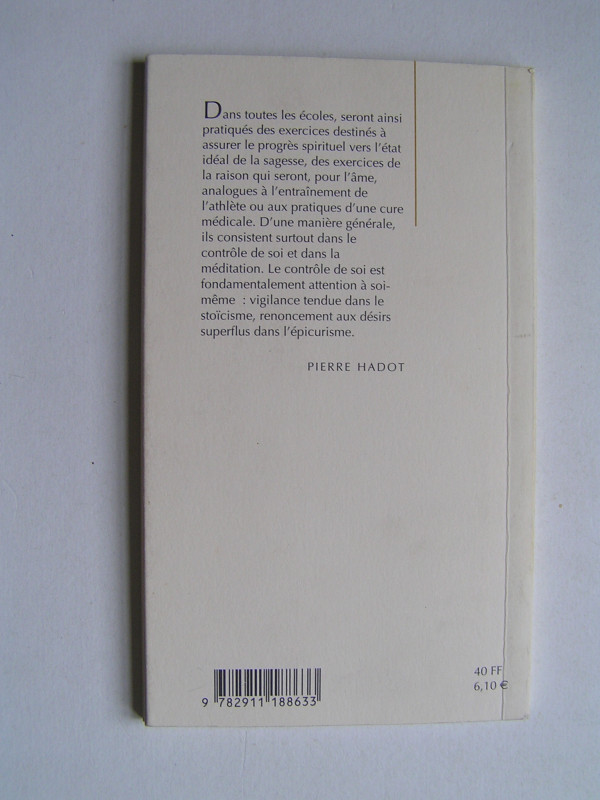 Dans toutes les écoles, seront ainsi
pratiqués des exercices destinés à
assurer le progrès spirituel vers l'état
idéal de la sagesse, des exercices de
la raison qui seront, pour l'âme,
analogues à l'entraînement de
l'athlète ou aux pratiques d'une cure
médicale. D'une manière générale,
ils consistent surtout dans le
contrôle de soi et dans la
méditation. Le contrôle de soi est
fondamentalement attention à soi-
même : vigilance tendue dans le
stoïcisme, renoncement aux désirs
superflus dans l'épicurisme.
PIERRE HADOT
40 FF
6,10 €
9 782911 188633